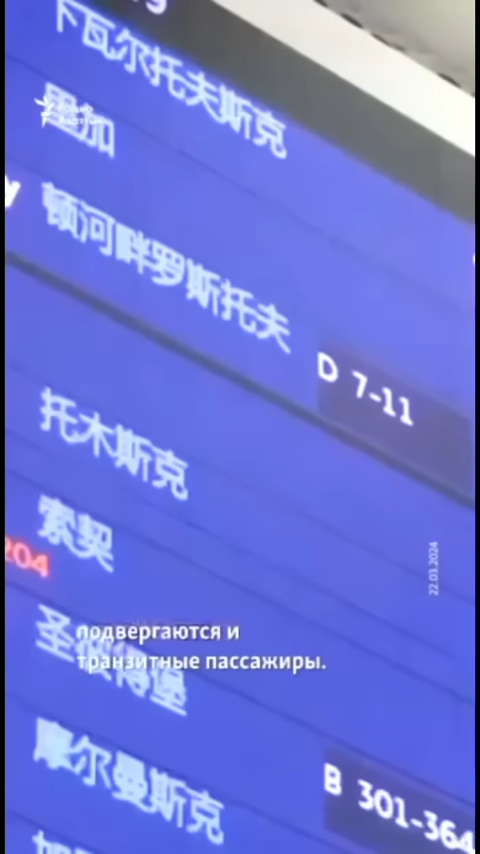 下瓦尔托夫斯克
里加
顿河畔罗斯托夫
D 7-11
托木斯克
索契
204
22.03.2024
подвергаются и
транзитные пассажиры.
圣彼得堡
摩尔曼斯克
B 301-364